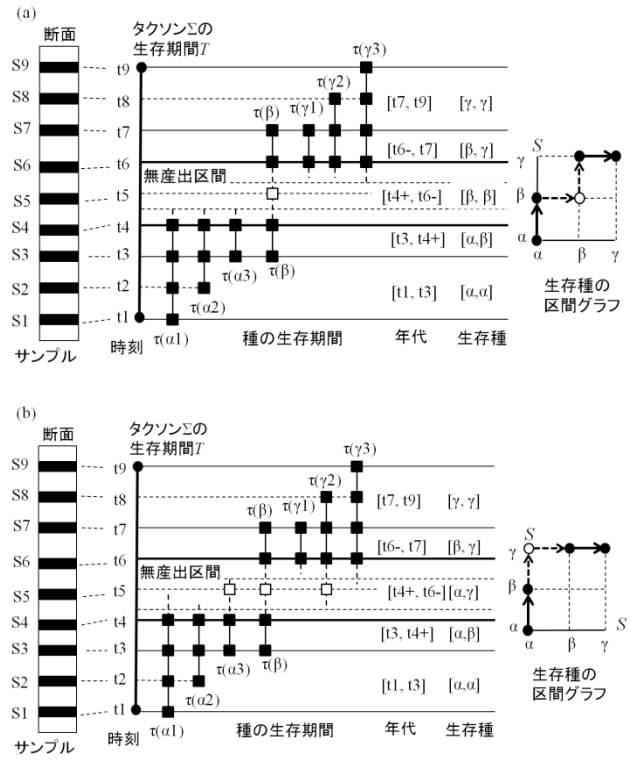 (a)
断面
タクソンΣの
生存期間T
S9 t9 τ(γ3)
S8 t8 τ(γ2) [t7, t9] [γ, γ]
τ(β) τ(γ1)
S7 t7
[t6-, t7] [β, γ]
S6 t6
無産出区間
S5 t5 [t4+, t6-] [β, β]
S4 t4
[t3, t4+] [α,β]
S3 t3 τ(α3) τ(β)
S2 t2 τ(α2) [t1, t3] [α,α]
S1 t1
τ(α1)
サンプル 時刻 種の生存期間 年代 生存種
S
γ
β
α
α β γ
生存種の
区間グラフ
(b)
断面
タクソンΣの
生存期間T
τ(γ3)
S9 t9
τ(γ2)
S8 t8 [t7, t9] [γ, γ]
τ(β) τ(γ1)
S7 t7
[t6-, t7] [β, γ]
S6 t6
無産出区間
S5 t5 [t4+, t6-] [α,γ]
S4 t4
[t3, t4+] [α,β]
S3 t3
τ(α3) τ(β)
S2 t2 [t1, t3] [α,α]
τ(α2)
S1 t1
τ(α1)
サンプル 時刻 種の生存期間 年代 生存種
S
γ
β
α S
α β γ
生存種の
区間グラフ